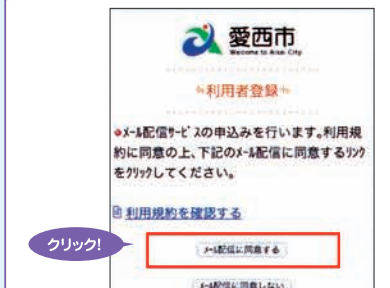 愛西市
Welcome to Aisai City
利用者登録
●ﾒｰﾙ配信ｻｰﾋﾞｽの申込みを行います。利用規
約に同意の上、下記のﾒｰﾙ配信に同意するﾘﾝｸ
をｸﾘｯｸしてください。
利用規約を確認する
クリック!
ﾒｰﾙ配信に同意する
ﾒｰﾙ配信に同意しない